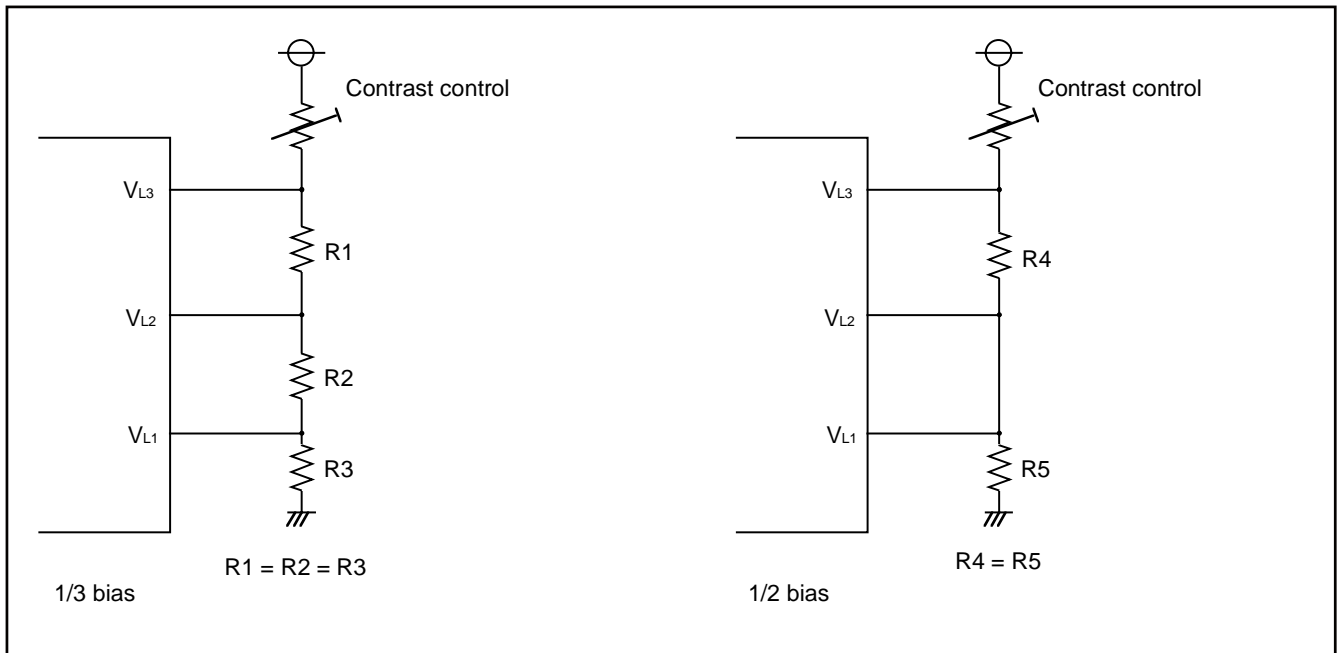 Contrast control
VL3
R1
VL2
R2
VL1
R3
R1 = R2 = R3
1/3 bias
Contrast control
VL3
R4
VL2
VL1
R5
R4 = R5
1/2 bias